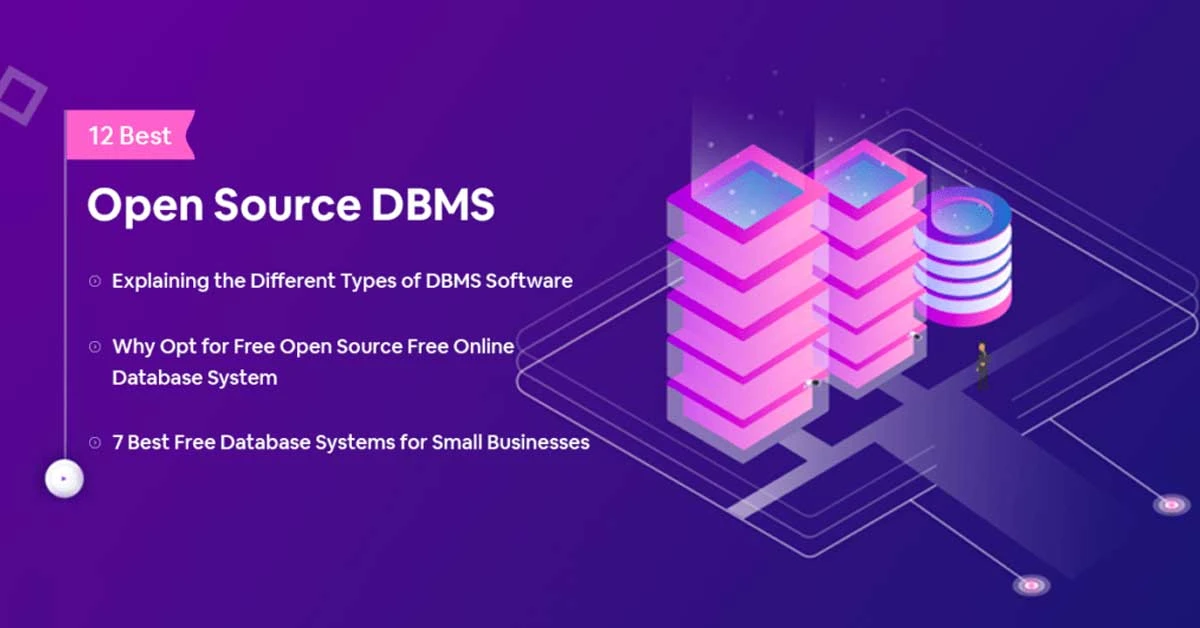 12 Best
Open Source DBMS
Explaining the Different Types of DBMS Software
Why Opt for Free Open Source Free Online
Database System
7 Best Free Database Systems for Small Businesses